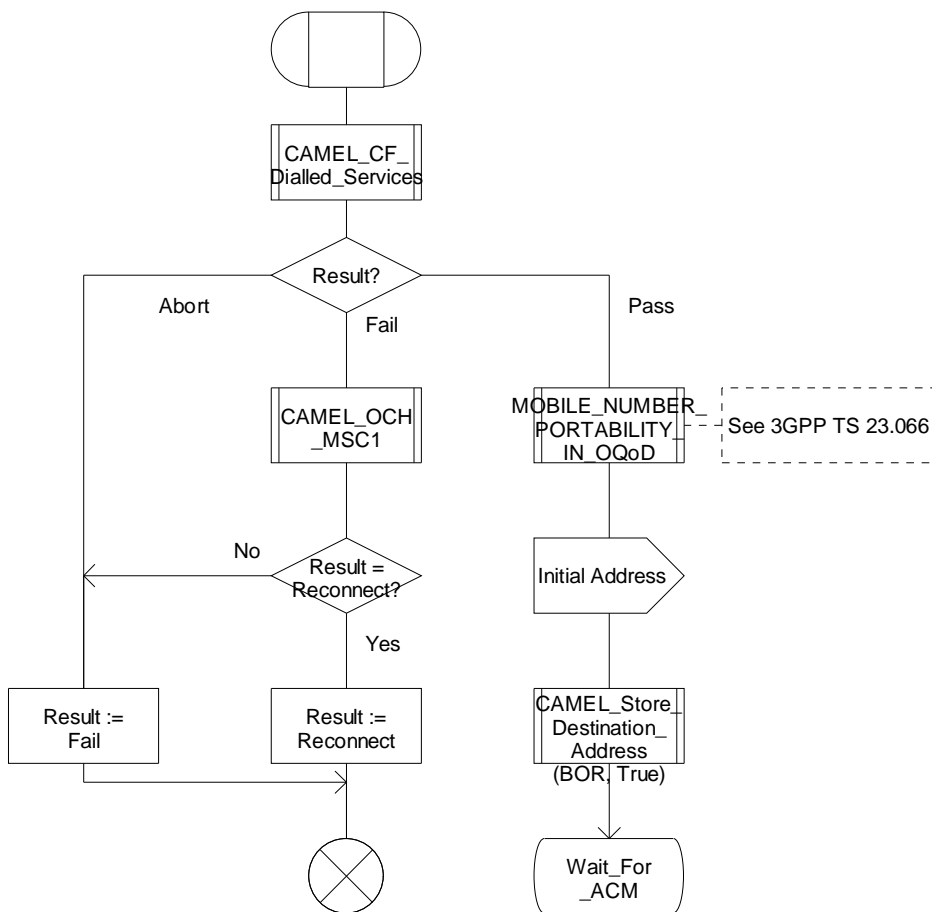 CAMEL_CF_
Dialled_Services
Result?
Abort
Fail
Pass
CAMEL_OCH
_MSC1
MOBILE_NUMBER_
PORTABILITY_
IN_OQoD
See 3GPP TS 23.066
No
Result =
Reconnect?
Initial Address
Yes
Result :=
Fail
Result :=
Reconnect
CAMEL_Store_
Destination_
Address
(BOR, True)
Wait_For
_ACM